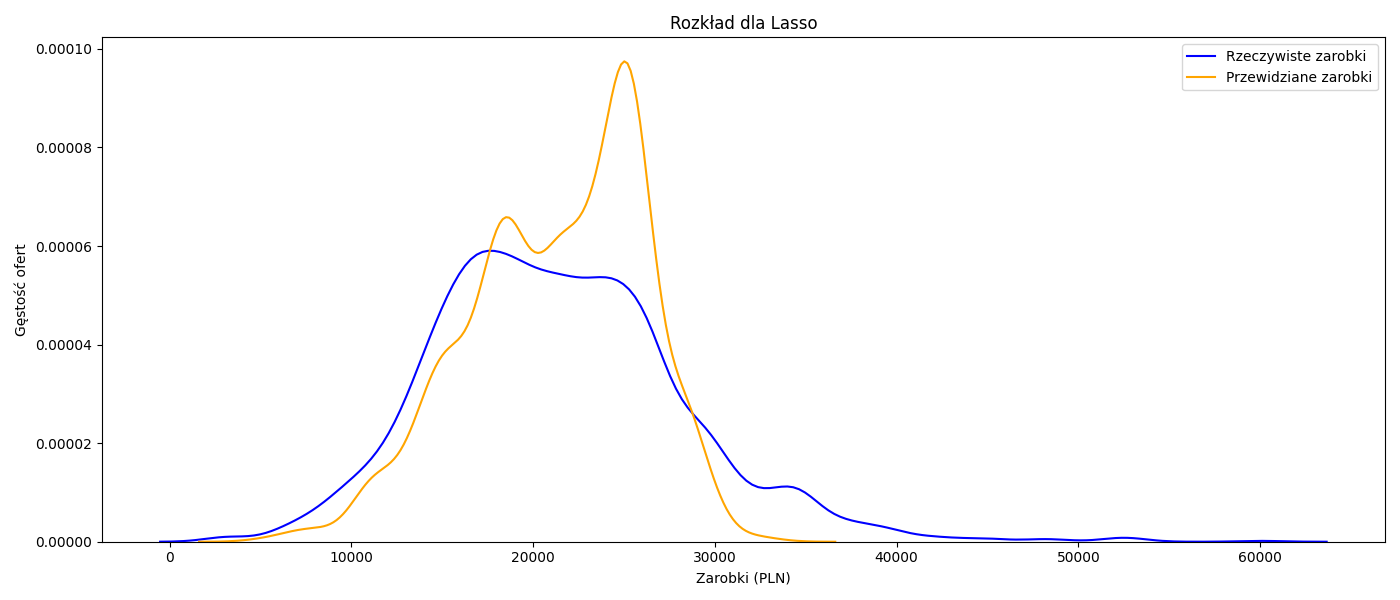 Rozkład dla Lasso
Rzeczywiste zarobki
Przewidziane zarobki
0.00010
0.00008
0.00006
0.00004
0.00002
0.00000
Gęstość ofert
0
10000
20000
30000
40000
50000
60000
Zarobki (PLN)